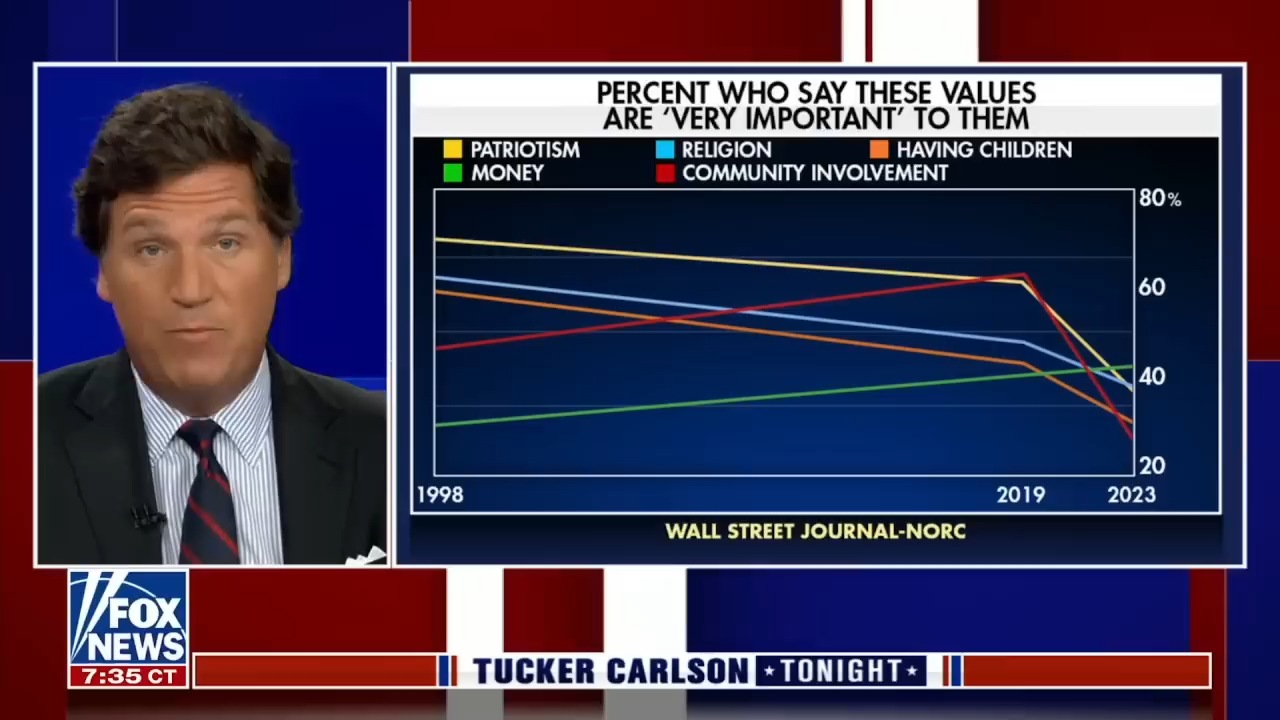 PERCENT WHO SAY THESE VALUES
ARE ‘VERY IMPORTANT’ TO THEM
PATRIOTISM RELIGION HAVING CHILDREN
MONEY COMMUNITY INVOLVEMENT
80%
60
40
20
1998 2019 2023
WALL STREET JOURNAL-NORC
FOX
NEWS
7:35 CT
TUCKER CARLSON TONIGHT